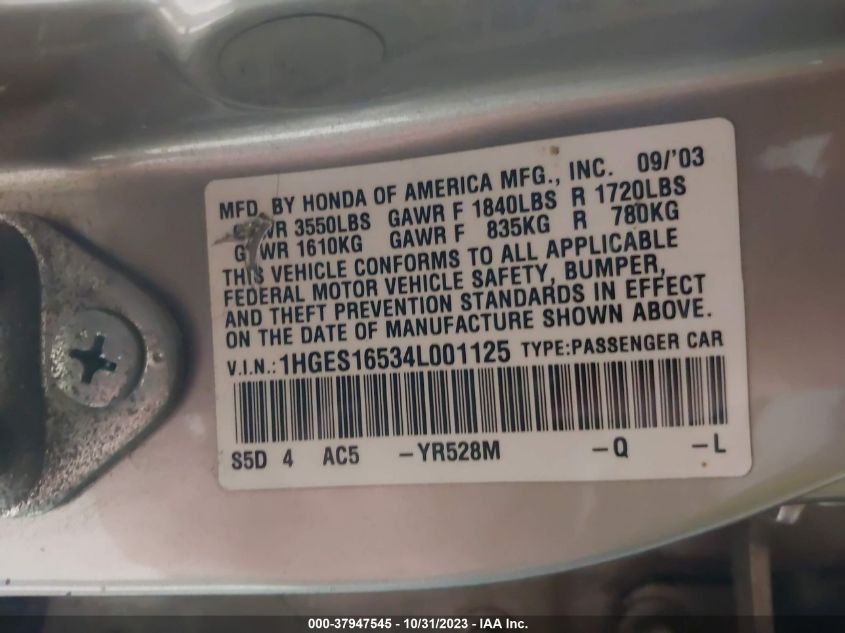 MFD. BY HONDA OF AMERICA MFG., INC. 09/'03
GVWR 3550LBS GAWR F 1840LBS R 1720LBS
GVWR 1610KG GAWR F 835KG R 780KG
THIS VEHICLE CONFORMS TO ALL APPLICABLE
FEDERAL MOTOR VEHICLE SAFETY, BUMPER,
AND THEFT PREVENTION STANDARDS IN EFFECT
ON THE DATE OF MANUFACTURE SHOWN ABOVE.
V.I.N.: 1HGES16534L001125 TYPE:PASSENGER CAR
S5D 4 AC5 -YR528M -Q -L
000-37947545 - 10/31/2023 - IAA Inc.